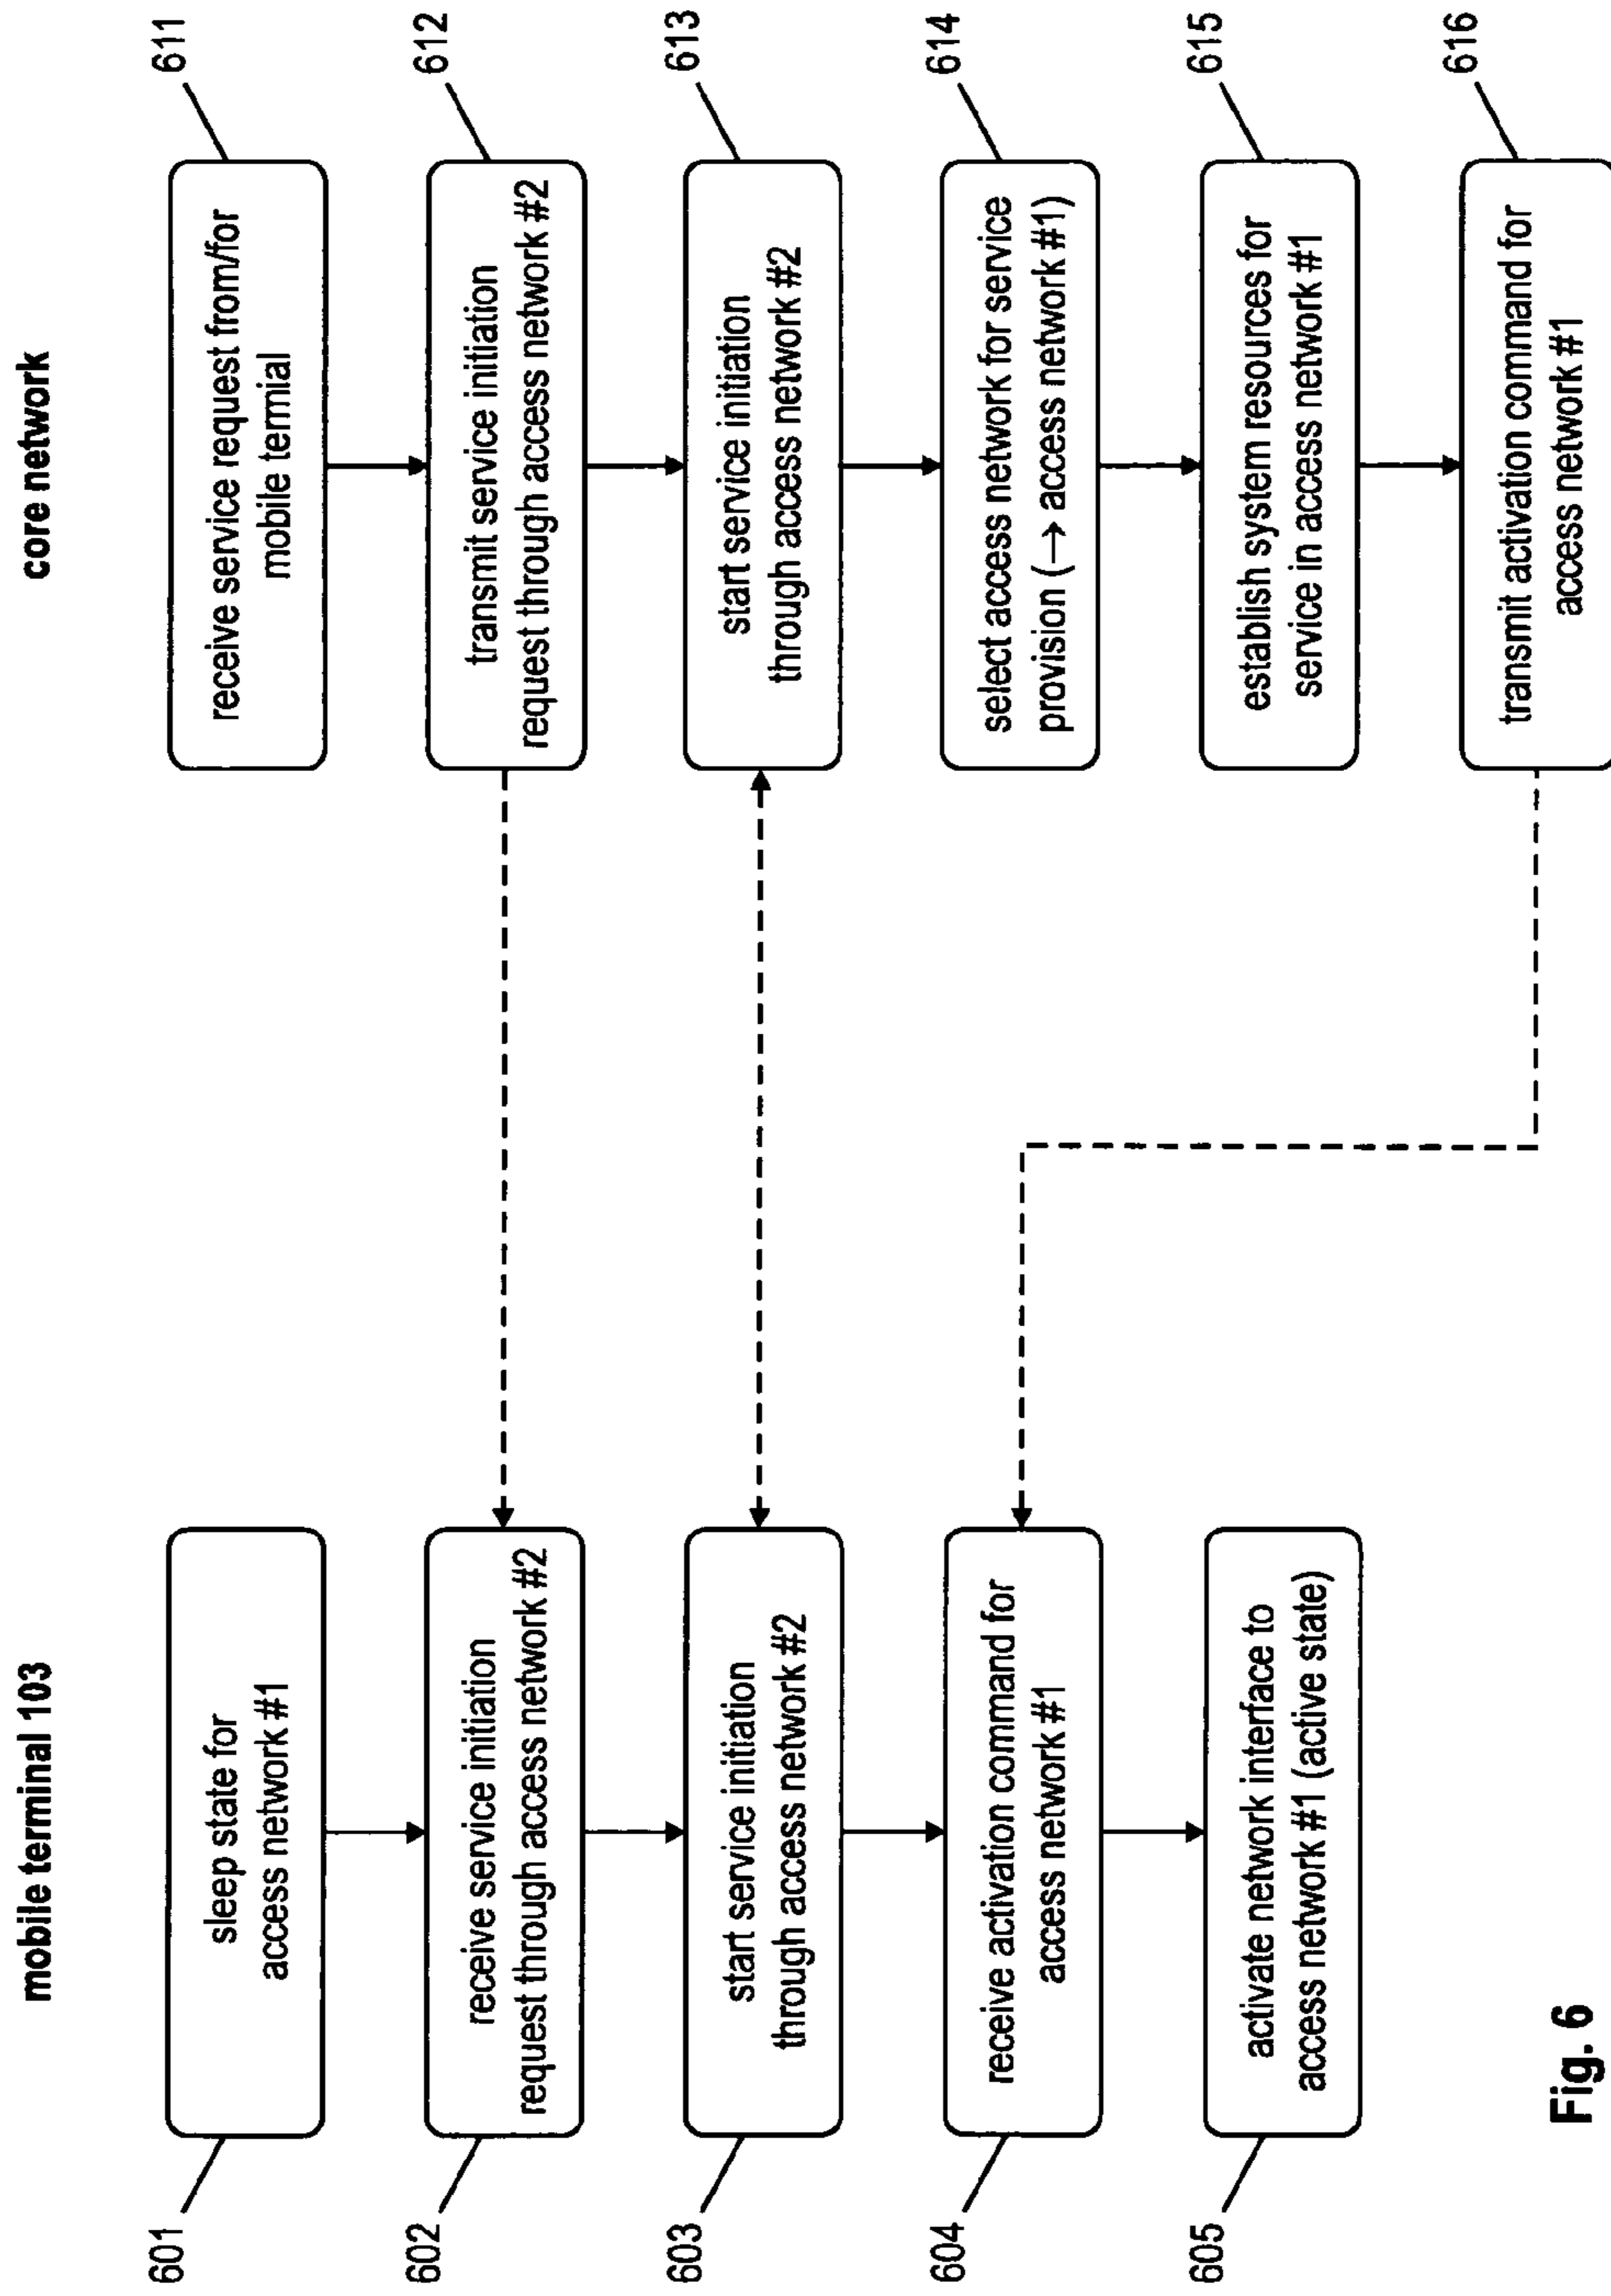 mobile terminal 103
601
sleep state for
access network #1
602
receive service initiation
request through access network #2
603
start service initiation
through access network #2
604
receive activation command for
access network #1
605
activate network interface to
access network #1 (active state)
core network
611
receive service request from/for
mobile termial
612
transmit service initiation
request through access network #2
613
start service initiation
through access network #2
614
select access network for service
provision (→ access network #1)
615
establish system resources for
service in access network #1
616
transmit activation command for
access network #1
Fig. 6